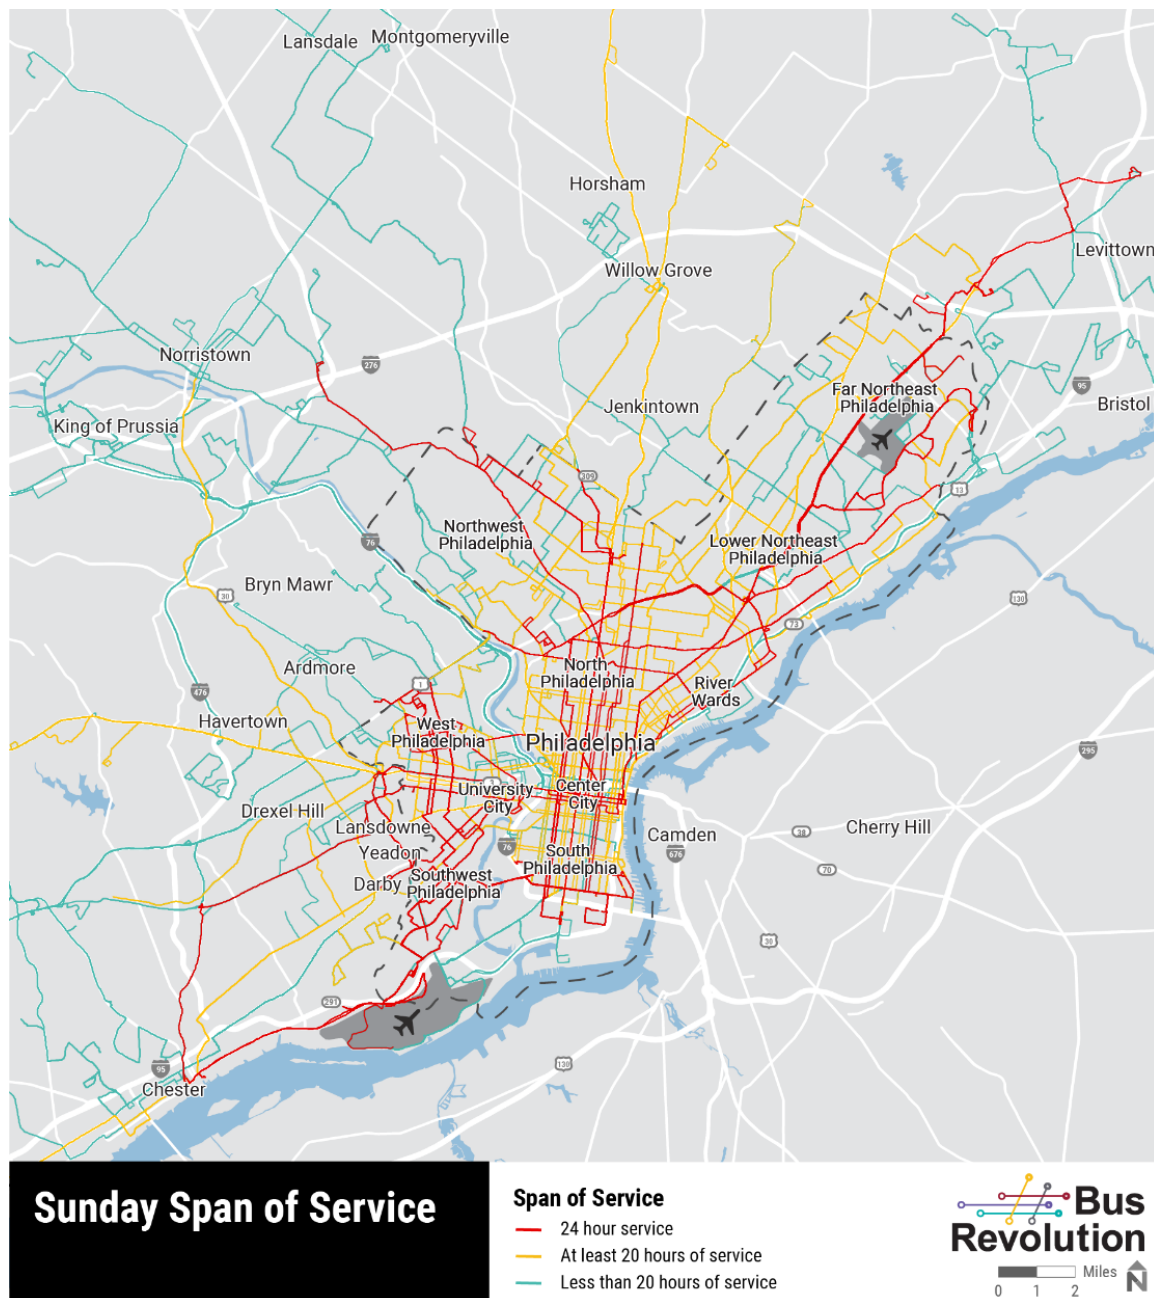 Lansdale
Montgomeryville
Horsham
Levittown
Willow Grove
Norristown
276
95
Far Northeast
Philadelphia
Jenkintown
Bristol
King of Prussia
309
13
76
Northwest
Philadelphia
Lower Northeast
Philadelphia
Bryn Mawr
30
130
73
Ardmore
North
Philadelphia
1
River
Wards
476
Havertown
West
Philadelphia
Philadelphia
295
University
City
Center
City
Drexel Hill
Lansdowne
Camden
38
Cherry Hill
Yeadon
76
South
Philadelphia
676
70
Darby
Southwest
Philadelphia
30
291
95
130
Chester
Sunday Span of Service
Span of Service
24 hour service
At least 20 hours of service
Less than 20 hours of service
Bus
Revolution
Miles
N
0 1 2